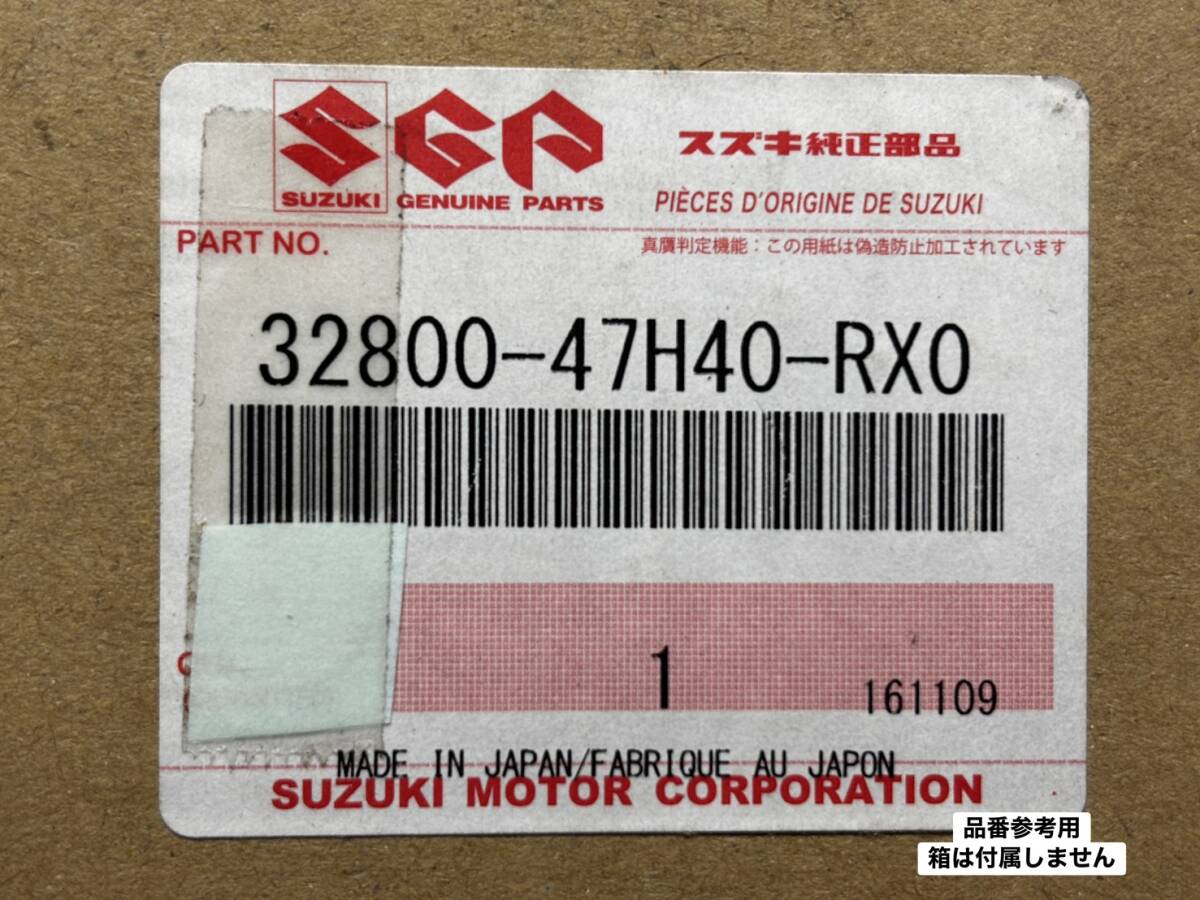 SUZUKI
SGP
GENUINE PARTS
スズキ純正部品
PIÈCES D'ORIGINE DE SUZUKI
PART NO.
真贋判定機能：この用紙は偽造防止加工されています
32800-47H40-RX0
1
161109
MADE IN JAPAN/FABRIQUE AU JAPON
SUZUKI MOTOR CORPORATION
品番参考用
箱は付属しません